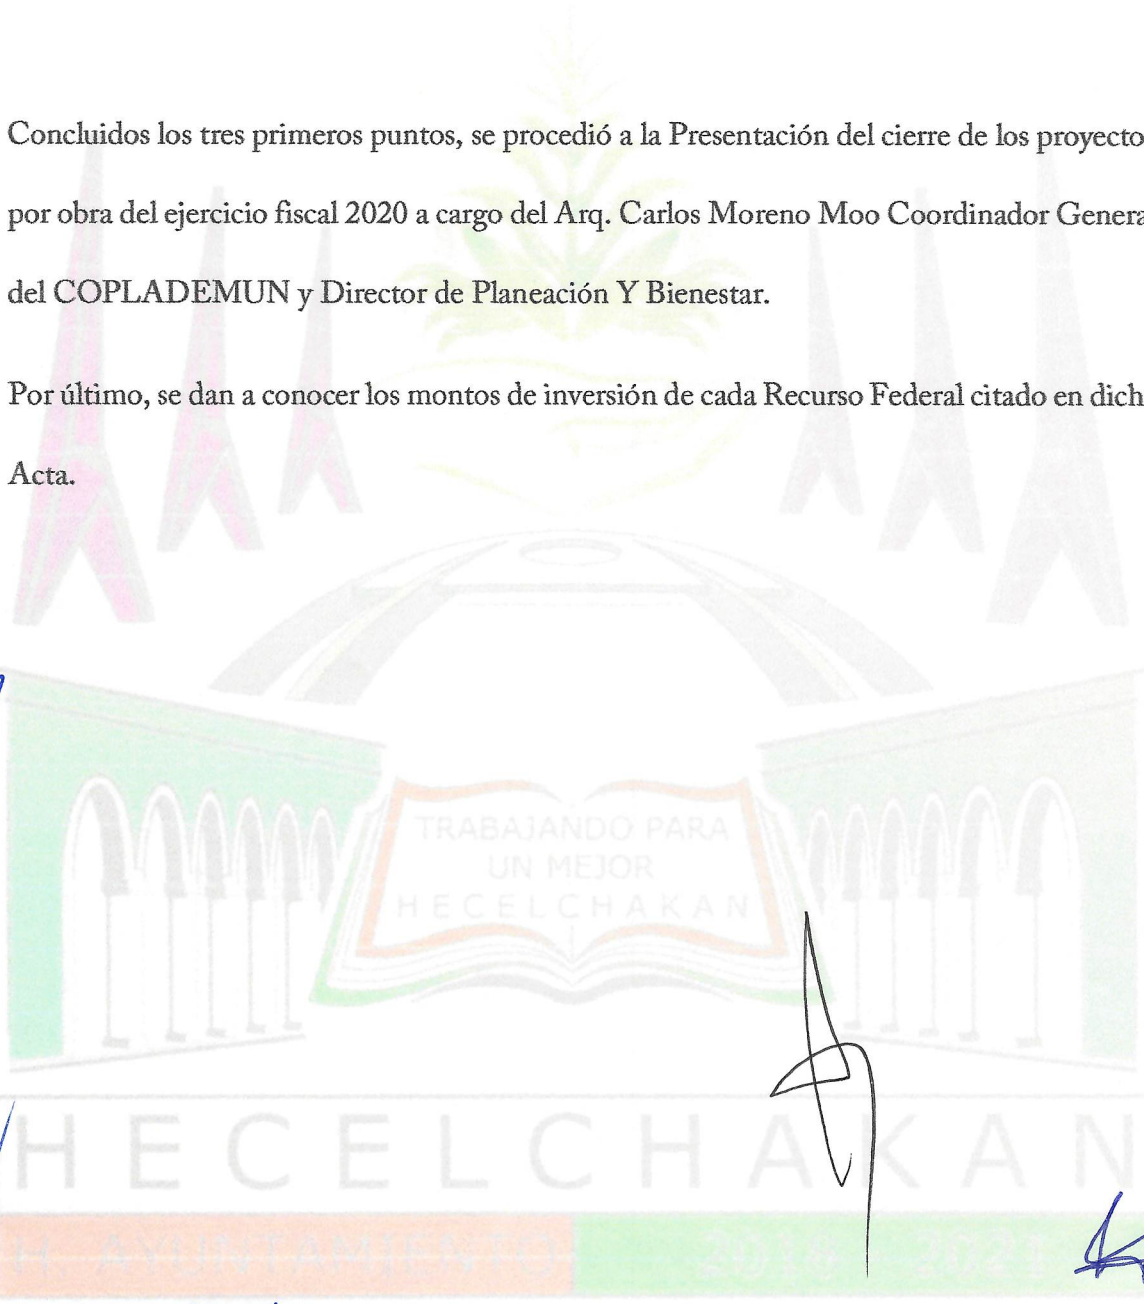 Concluidos los tres primeros puntos, se procedió a la Presentación del cierre de los proyecto
por obra del ejercicio fiscal 2020 a cargo del Arq. Carlos Moreno Moo Coordinador Genera
del COPLADEMUN y Director de Planeación Y Bienestar.
Por último, se dan a conocer los montos de inversión de cada Recurso Federal citado en dich
Acta.
TRABAJANDO PARA
UN MEJOR
HECELCHAKAN
HECELCHAKAN
H AYUNTAMIENTO 2018 - 2021